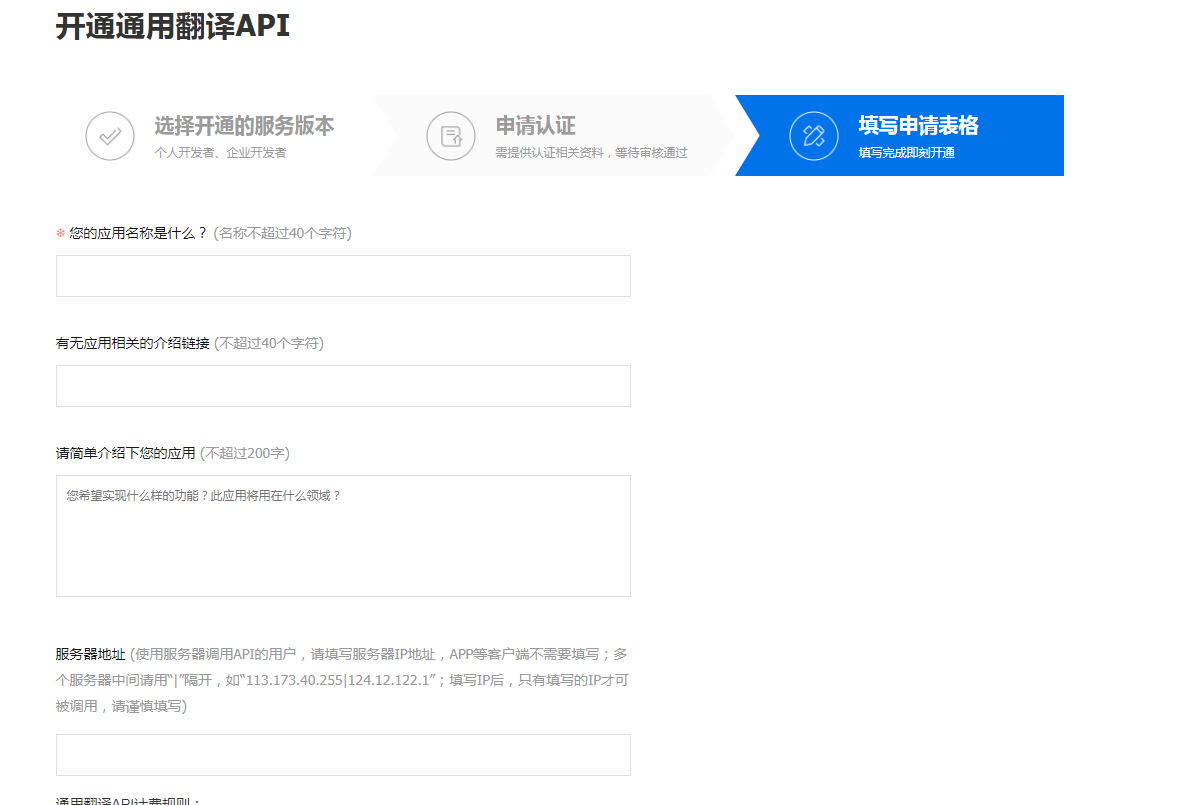 开通通用翻译API
选择开通的服务版本
个人开发者、企业开发者
申请认证
需提供认证相关资料，等待审核通过
填写申请表格
填写完成即刻开通
* 您的应用名称是什么？ (名称不超过40个字符)
有无应用相关的介绍链接 (不超过40个字符)
请简单介绍下您的应用 (不超过200字)
您希望实现什么样的功能？此应用将用在什么领域？
服务器地址 (使用服务器调用API的用户，请填写服务器IP地址，APP等客户端不需要填写；多
个服务器中间请用"|"隔开，如"113.173.40.255|124.12.122.1"；填写IP后，只有填写的IP才可
被调用，请谨慎填写)
通用翻译API计费规则：